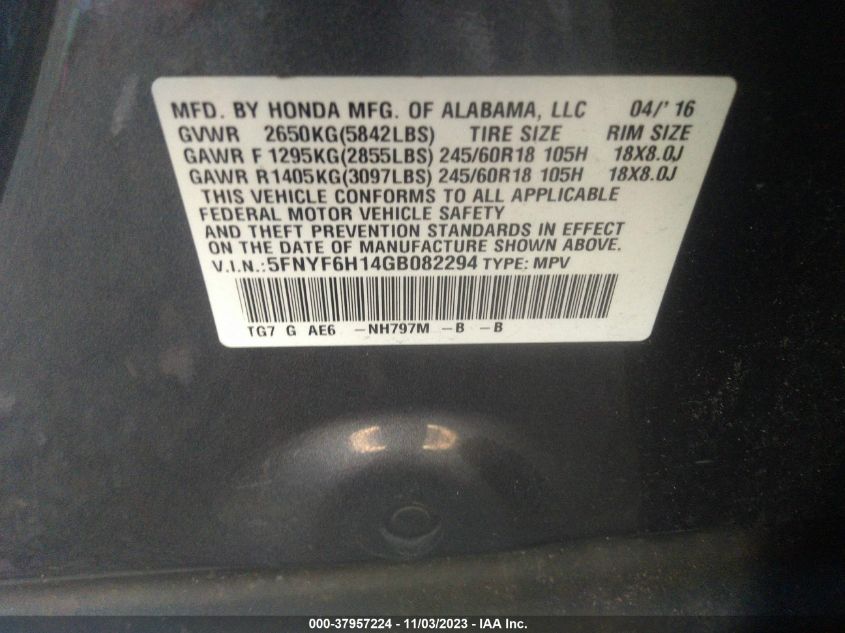 MFD. BY HONDA MFG. OF ALABAMA, LLC 04/' 16
GVWR 2650KG(5842LBS) TIRE SIZE RIM SIZE
GAWR F 1295KG(2855LBS) 245/60R18 105H 18X8.0J
GAWR R1405KG(3097LBS) 245/60R18 105H 18X8.0J
THIS VEHICLE CONFORMS TO ALL APPLICABLE
FEDERAL MOTOR VEHICLE SAFETY
AND THEFT PREVENTION STANDARDS IN EFFECT
ON THE DATE OF MANUFACTURE SHOWN ABOVE.
V.I.N.:5FNYF6H14GB082294 TYPE: MPV
TG7 G AE6 -NH797M -B -B
000-37957224 - 11/03/2023 - IAA Inc.